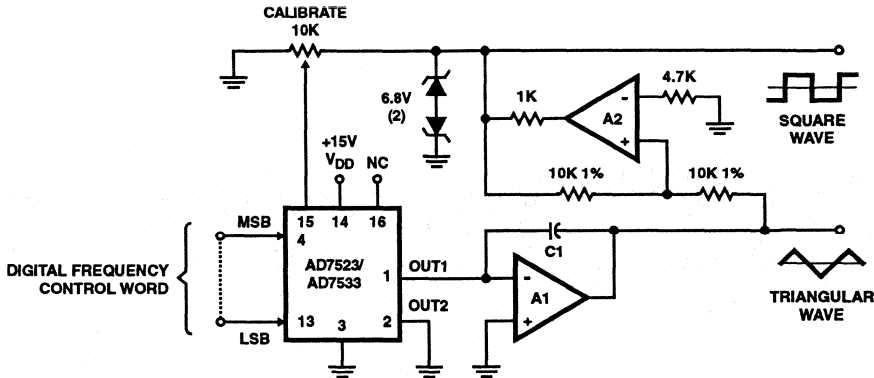 CALIBRATE
10K
6.8V
(2)
1K
A2
-
+
4.7K
SQUARE
WAVE
+15V
VDD
NC
10K 1%
10K 1%
15
14
16
MSB
4
DIGITAL FREQUENCY
CONTROL WORD
AD7523/
AD7533
1
OUT1
C1
-
A1
+
OUT2
TRIANGULAR
WAVE
LSB
13
3
2